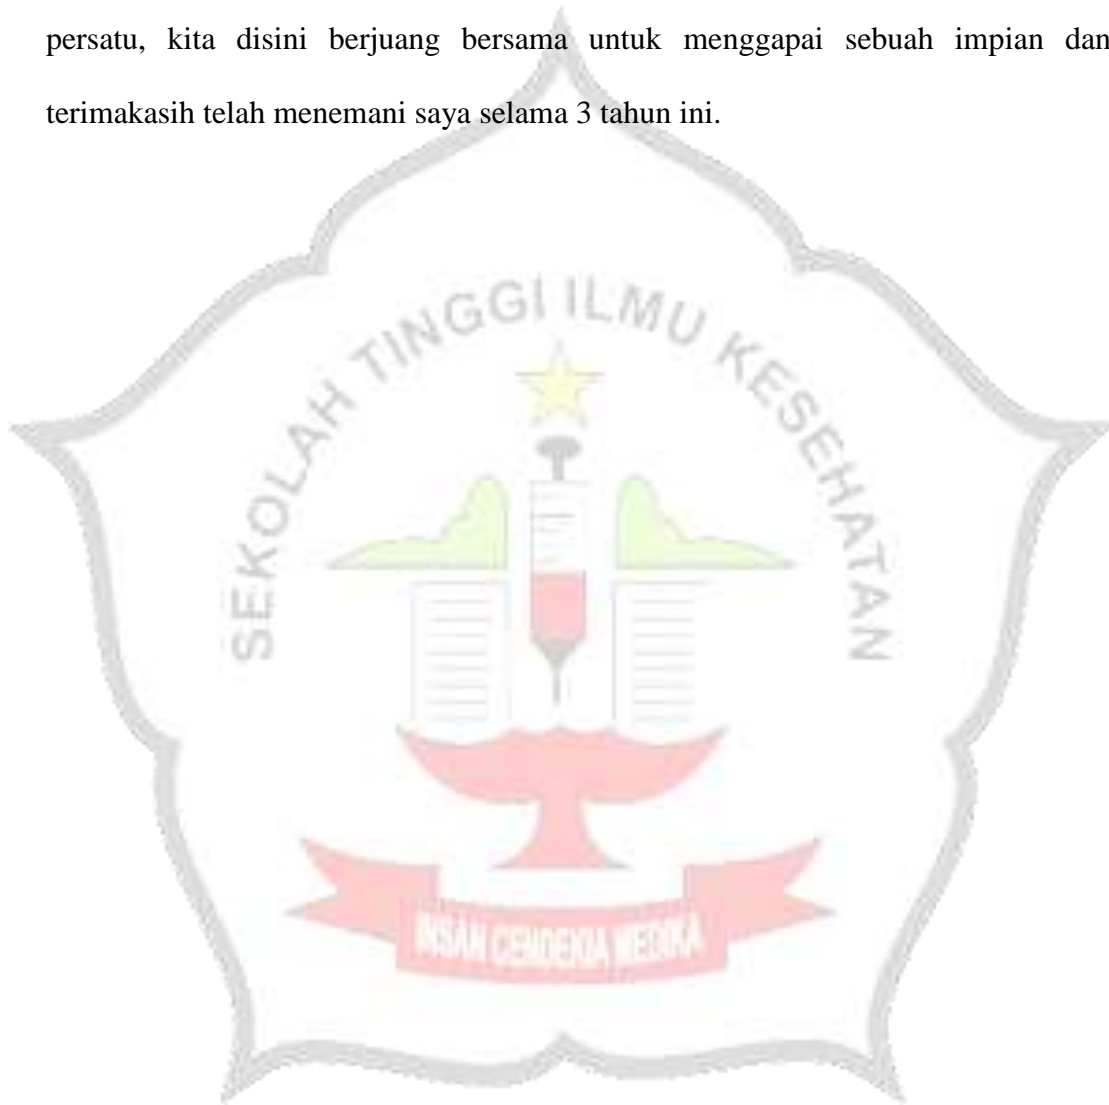 persatu, kita disini berjuang bersama untuk menggapai sebuah impian dan
terimakasih telah menemani saya selama 3 tahun ini.
SEKOLAH TINGGI ILMU KESEHATAN
INSAN CENDEKIA MEDIKA